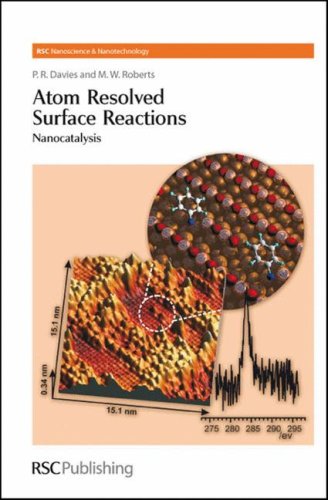 RSC Nanoscience & Nanotechnology
P. R. Davies and M. W. Roberts
Atom Resolved
Surface Reactions
Nanocatalysis
15.1 nm
0.34 nm
15.1 nm
275 280 285 290 295
/eV
RSCPublishing